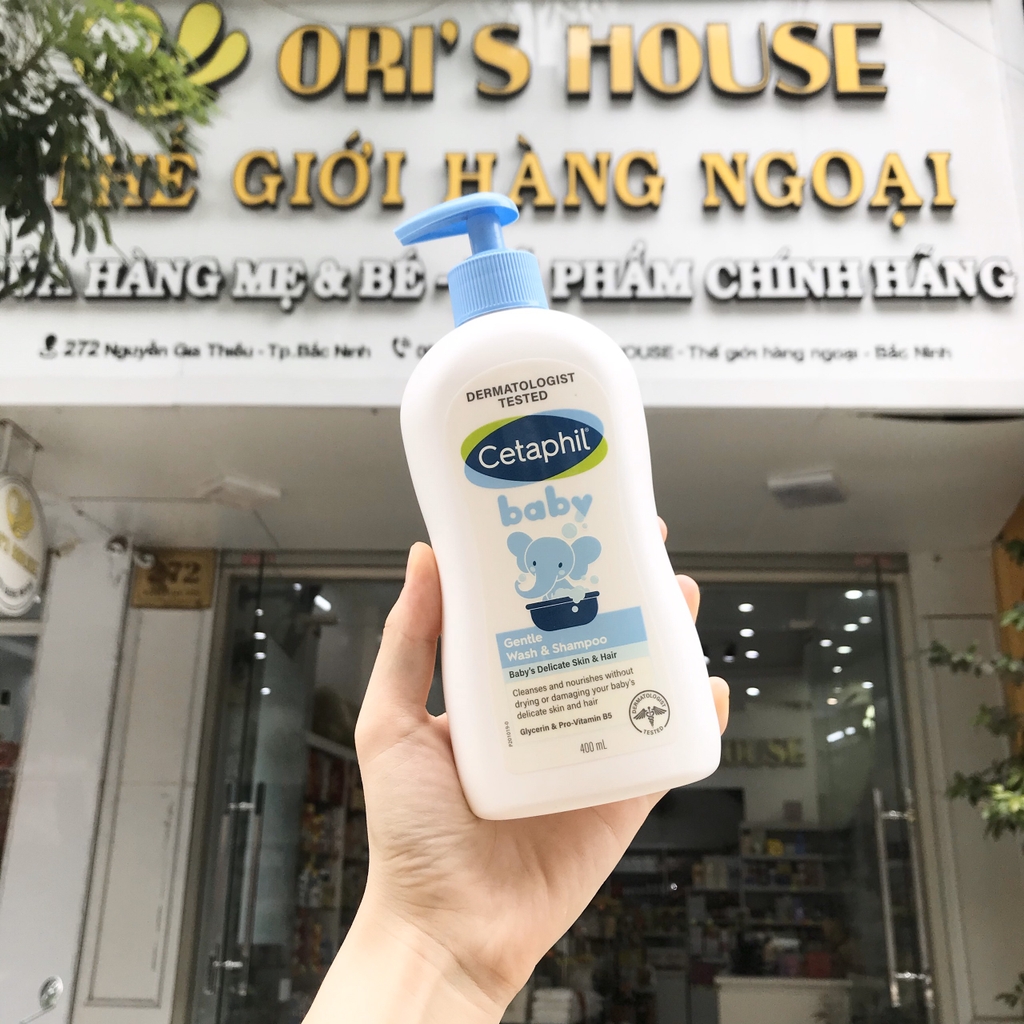 ORI'S HOUSE
THẾ GIỚI HÀNG NGOẠI
HÀNG MẸ & BÉ - PHẨM CHÍNH HÃNG
272 Nguyễn Gia Thiều - Tp.Bắc Ninh
Thế giới hàng ngoại - Bắc Ninh
DERMATOLOGIST
TESTED
Cetaphil
baby
Gentle
Wash & Shampoo
Baby's Delicate Skin & Hair
Cleanses and nourishes without
drying or damaging your baby's
delicate skin and hair
Glycerin & Pro-Vitamin B5
DERMATOLOGIST
TESTED
400 mL
272